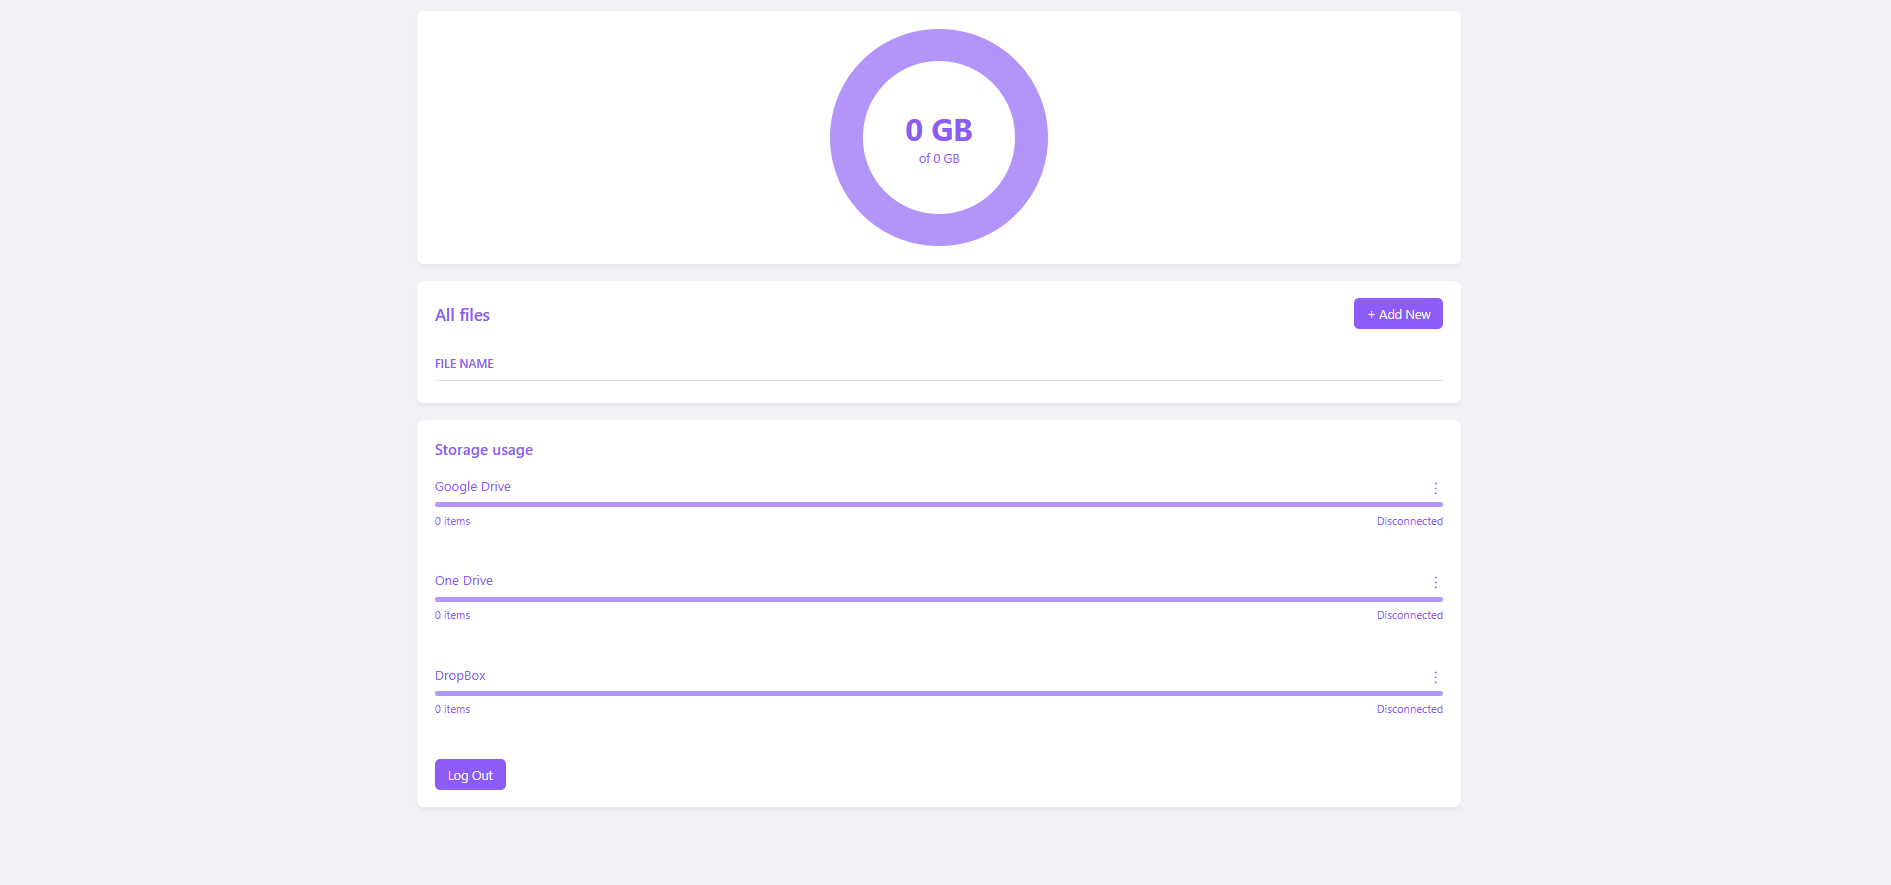 0 GB
of 0 GB
All files
+ Add New
FILE NAME
Storage usage
Google Drive
0 items
Disconnected
One Drive
0 items
Disconnected
DropBox
0 items
Disconnected
Log Out